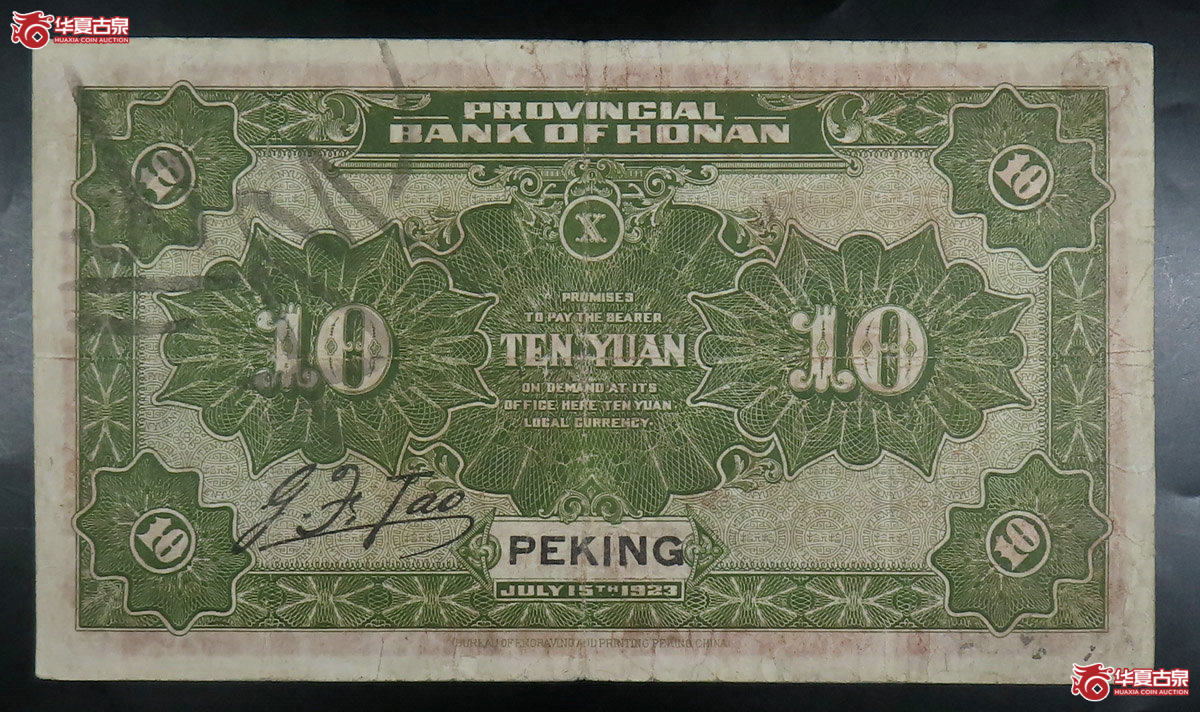 华夏古泉
HUAXIA COIN AUCTION
PROVINCIAL
BANK OF HONAN
10
10
X
PROMISES
TO PAY THE BEARER
10
TEN YUAN
10
ON DEMAND AT ITS
OFFICE HERE TEN YUAN
LOCAL CURRENCY.
G. F. Tao
10
PEKING
10
JULY 15TH 1923
(BUREAU OF ENGRAVING AND PRINTING PEKING CHINA)
华夏古泉
HUAXIA COIN AUCTION